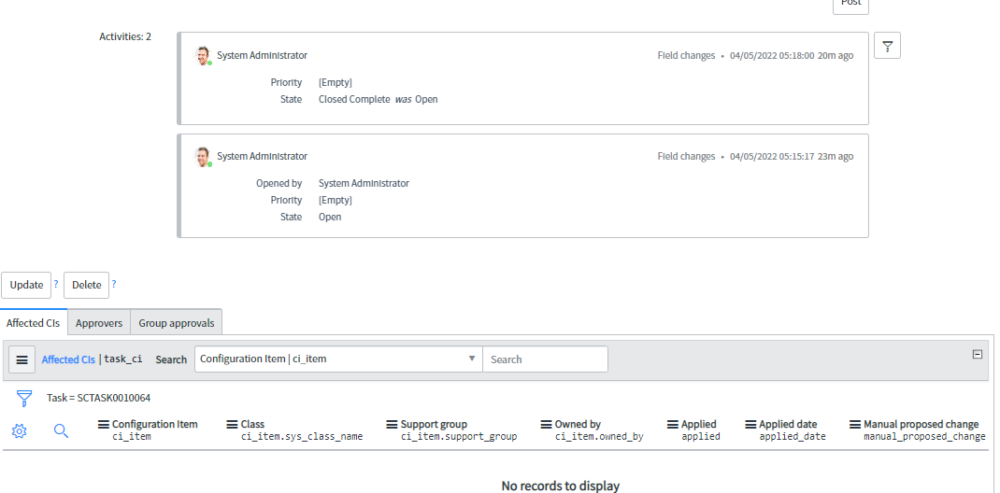 Post
Activities: 2
System Administrator Field changes • 04/05/2022 05:18:00 20m ago
Priority [Empty]
State Closed Complete was Open
System Administrator Field changes • 04/05/2022 05:15:17 23m ago
Opened by System Administrator
Priority [Empty]
State Open
Update ? Delete ?
Affected CIs Approvers Group approvals
Affected CIs | task_ci Search Configuration Item | ci_item Search
Task = SCTASK0010064
Configuration Item Class Support group Owned by Applied Applied date Manual proposed change
ci_item ci_item.sys_class_name ci_item.support_group ci_item.owned_by applied applied_date manual_proposed_change
No records to display